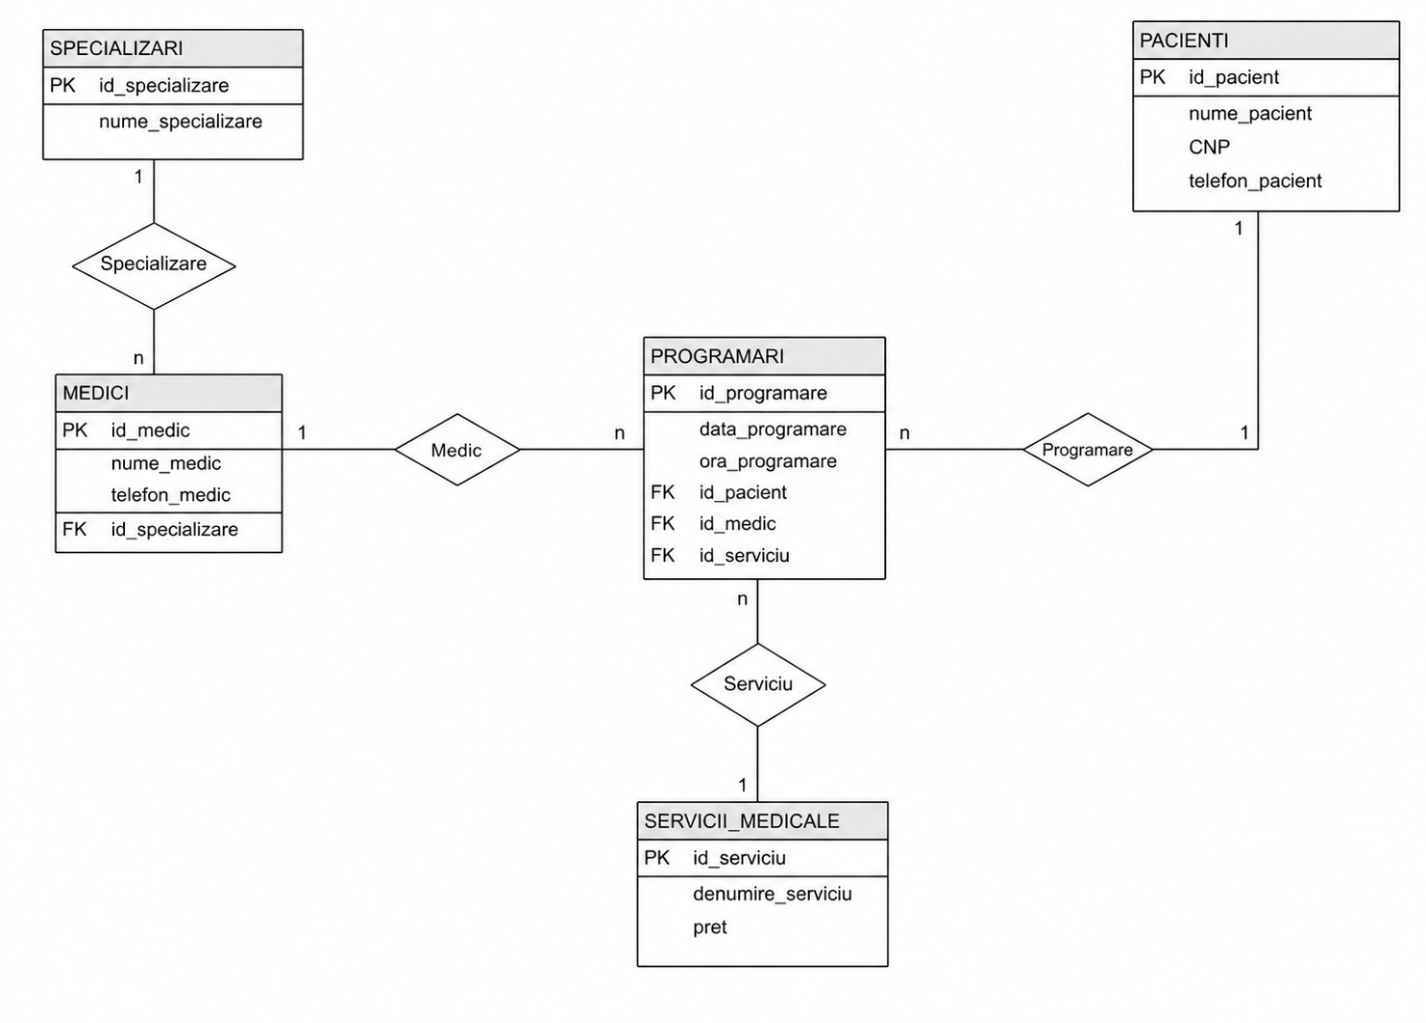 SPECIALIZARI
PK id_specializare
nume_specializare
1
Specializare
n
MEDICI
PK id_medic
nume_medic
telefon_medic
FK id_specializare
1
Medic
n
PROGRAMARI
PK id_programare
data_programare
ora_programare
FK id_pacient
FK id_medic
FK id_serviciu
n
Programare
1
1
PACIENTI
PK id_pacient
nume_pacient
CNP
telefon_pacient
n
Serviciu
1
SERVICII_MEDICALE
PK id_serviciu
denumire_serviciu
pret